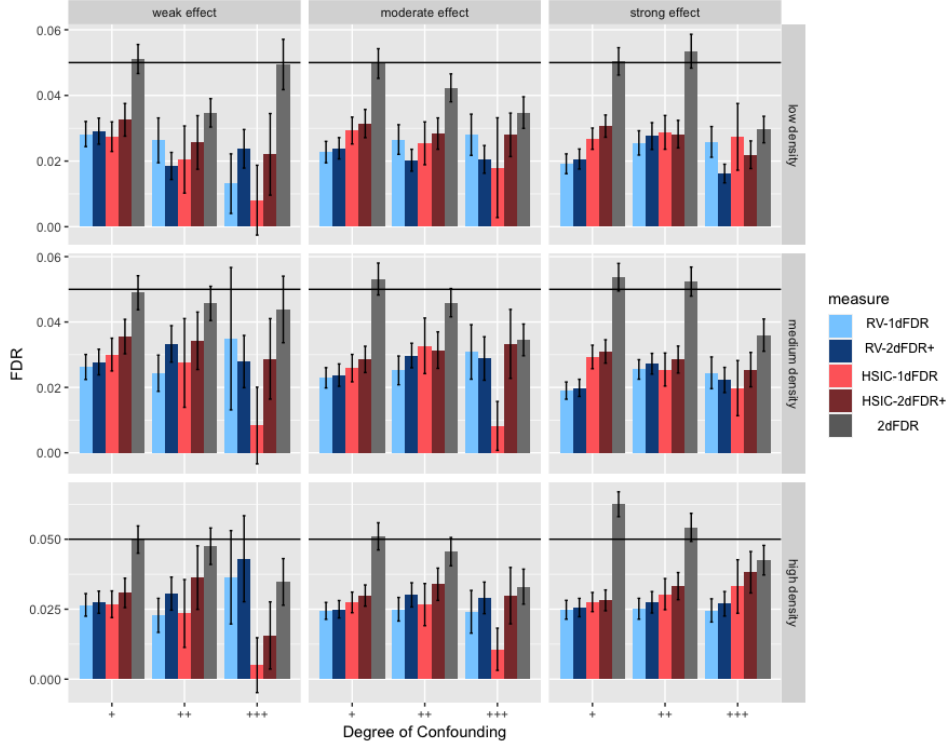 weak effect
moderate effect
strong effect
0.06
0.04
0.02
0.00
low density
0.06
0.04
0.02
0.00
medium density
0.050
0.025
0.000
high density
FDR
+ ++ +++
+ ++ +++
+ ++ +++
Degree of Confounding
measure
RV-1dFDR
RV-2dFDR+
HSIC-1dFDR
HSIC-2dFDR+
2dFDR